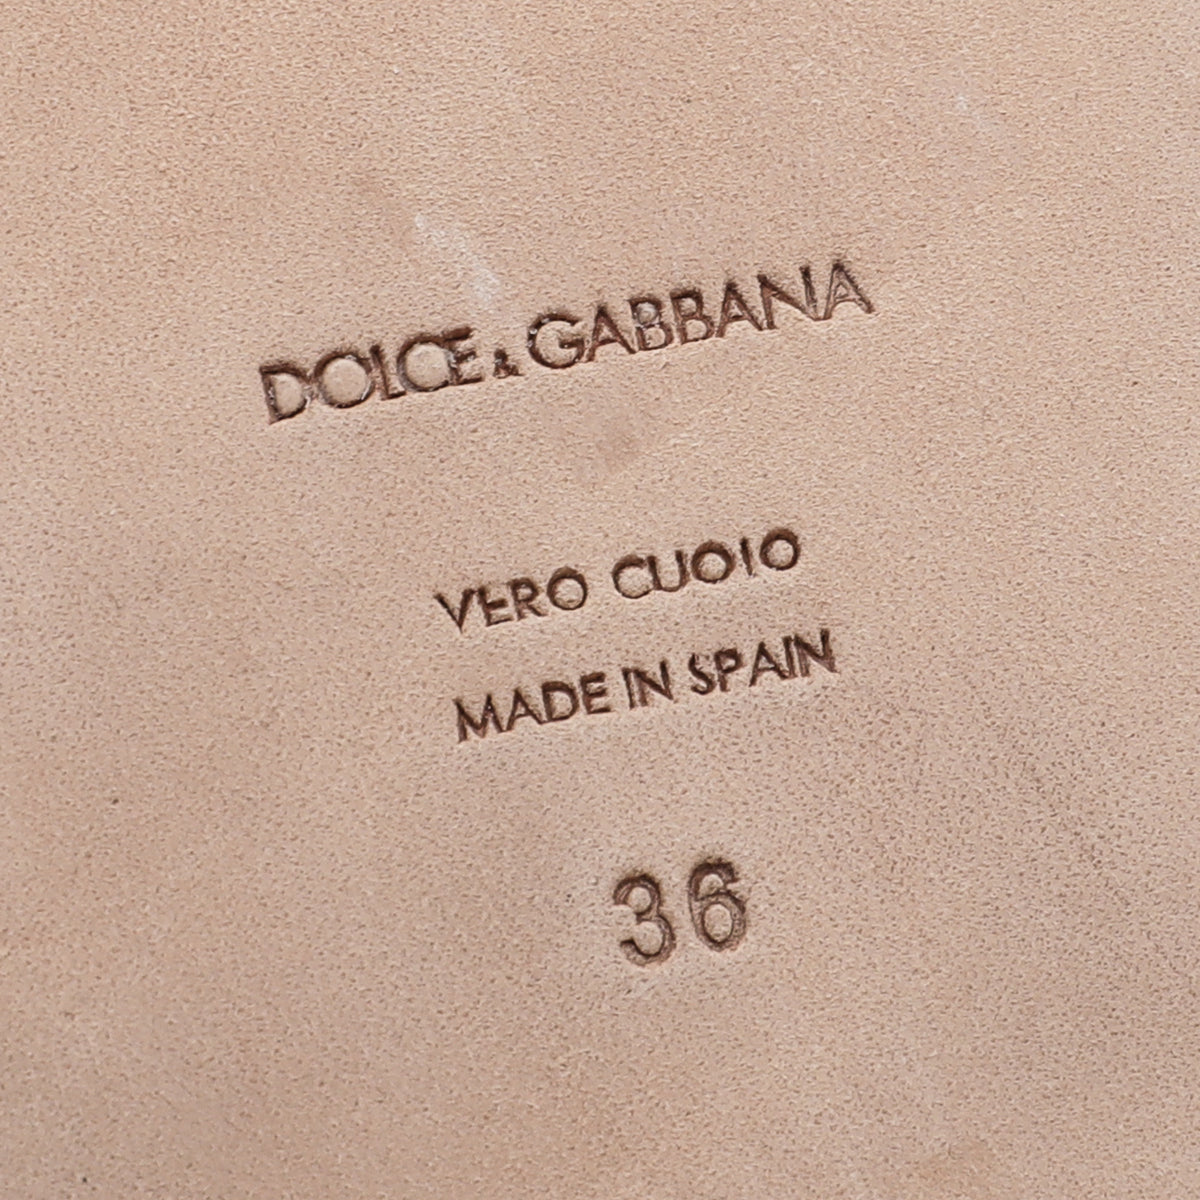 DOLCE & GABBANA
VERO CUOIO
MADE IN SPAIN
36